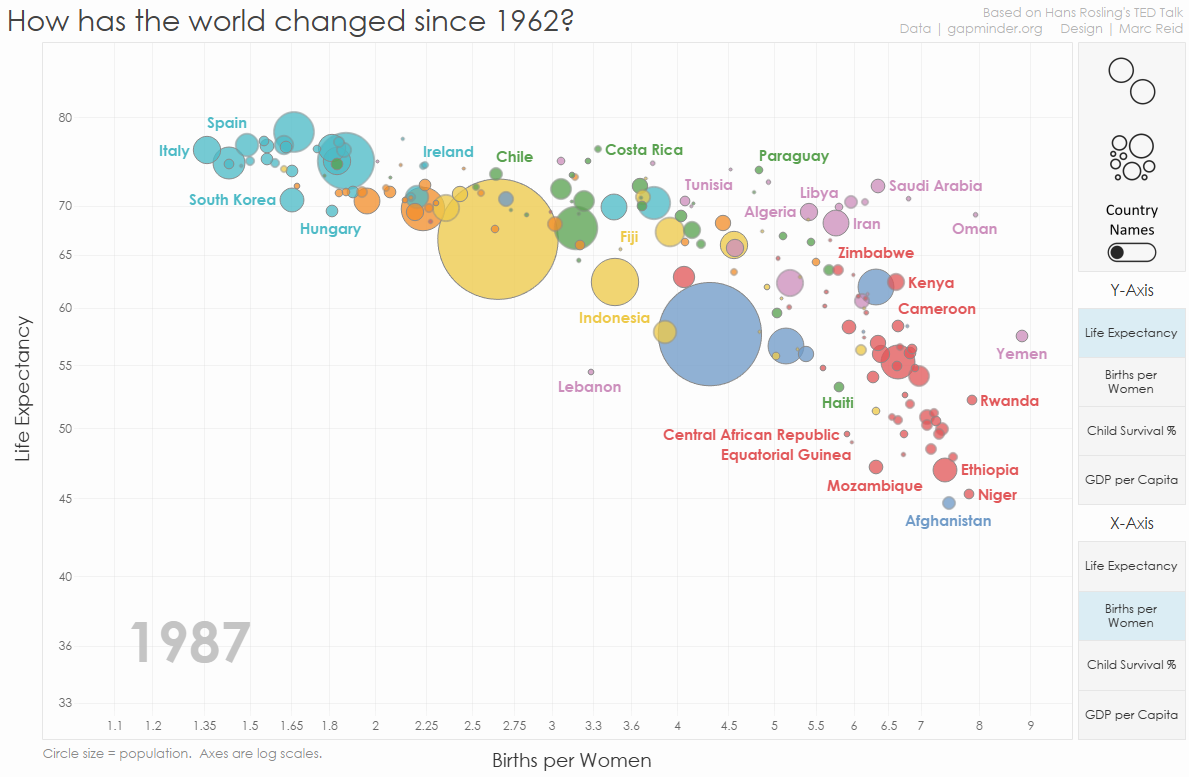 How has the world changed since 1962?
Based on Hans Rosling's TED Talk
Data | gapminder.org Design | Marc Reid
80
70
65
60
55
50
45
40
36
33
Life Expectancy
Spain
Italy
Ireland
Chile
Costa Rica
Paraguay
South Korea
Hungary
Tunisia
Libya
Saudi Arabia
Algeria
Iran
Oman
Fiji
Zimbabwe
Kenya
Indonesia
Cameroon
Yemen
Lebanon
Haiti
Rwanda
Central African Republic
Equatorial Guinea
Mozambique
Ethiopia
Niger
Afghanistan
1987
1.1 1.2 1.35 1.5 1.65 1.8 2 2.25 2.5 2.75 3 3.3 3.6 4 4.5 5 5.5 6 6.5 7 8 9
Births per Women
Circle size = population. Axes are log scales.
Country
Names
Y-Axis
Life Expectancy
Births per
Women
Child Survival %
GDP per Capita
X-Axis
Life Expectancy
Births per
Women
Child Survival %
GDP per Capita